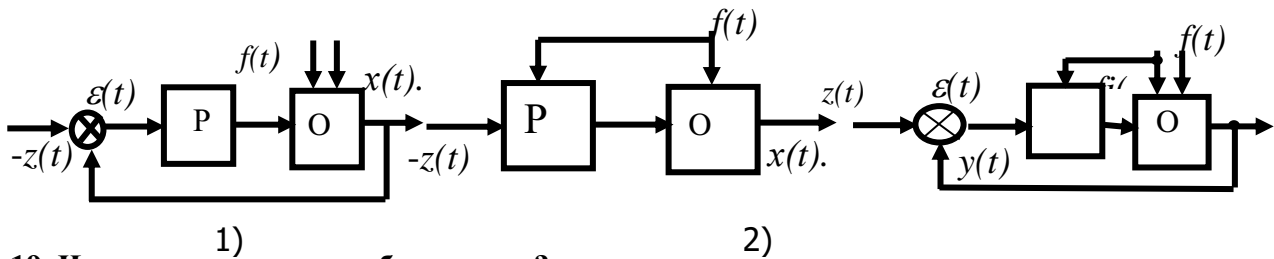 f(t)
x(t).
ε(t)
P
O
-z(t)
1)
f(t)
P
O
-z(t)
x(t).
2)
z(t)
ε(t)
f(t)
O
y(t)